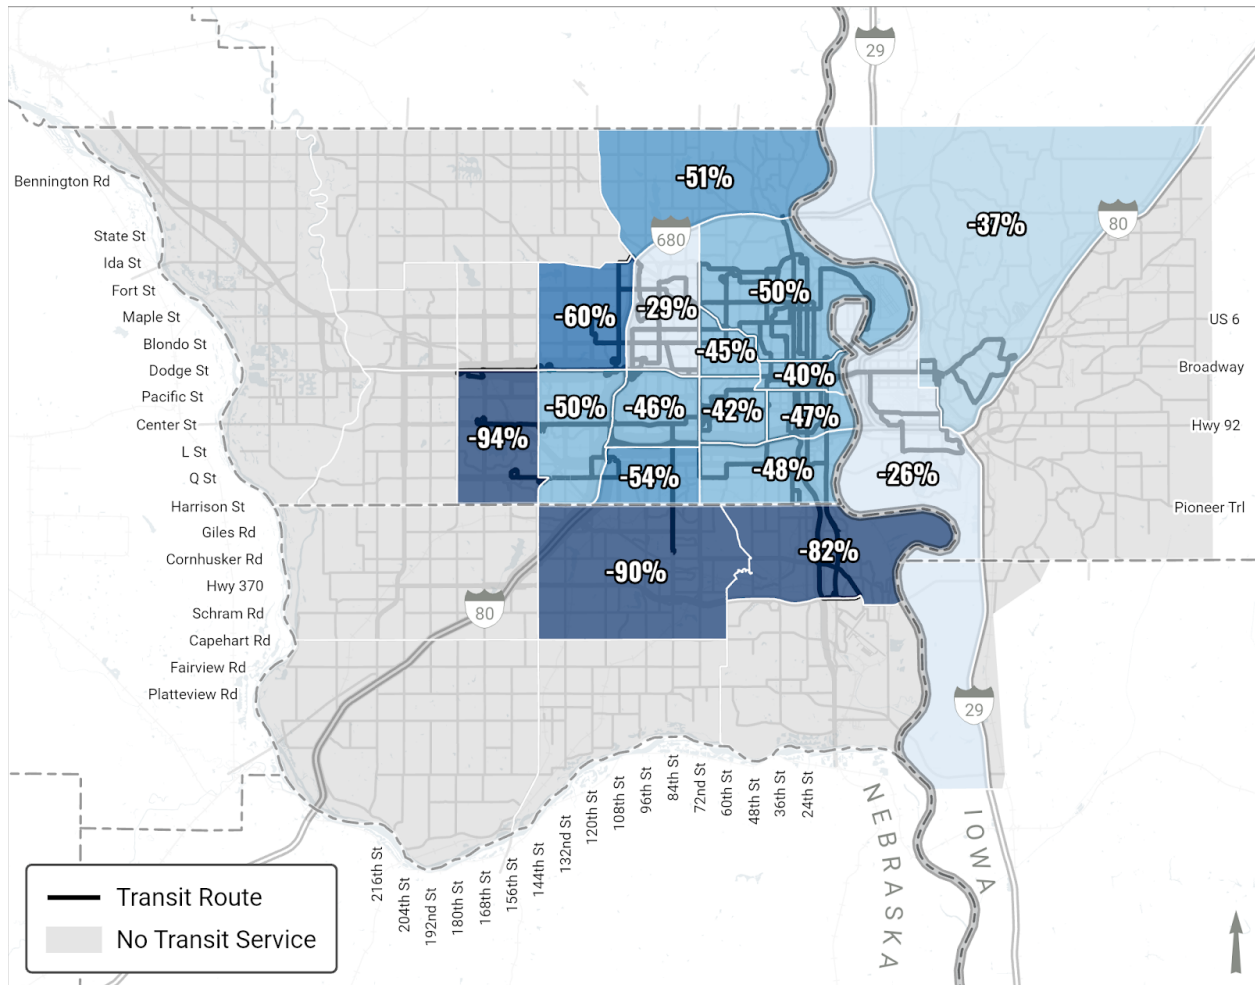 29
Bennington Rd
-51%
-37%
80
State St
680
Ida St
Fort St
-50%
-29%
-60%
Maple St
US 6
Blondo St
-45%
Dodge St
-40%
Broadway
Pacific St
-50%
-46%
-42%
-47%
Center St
-94%
Hwy 92
L St
Q St
-54%
-48%
-26%
Harrison St
Pioneer Trl
Giles Rd
-82%
Cornhusker Rd
-90%
Hwy 370
Schram Rd
80
Capehart Rd
Fairview Rd
Platteview Rd
29
216th St
204th St
192nd St
180th St
168th St
156th St
144th St
132nd St
120th St
108th St
96th St
84th St
72nd St
60th St
48th St
36th St
24th St
NEBRASKA
IOWA
Transit Route
No Transit Service